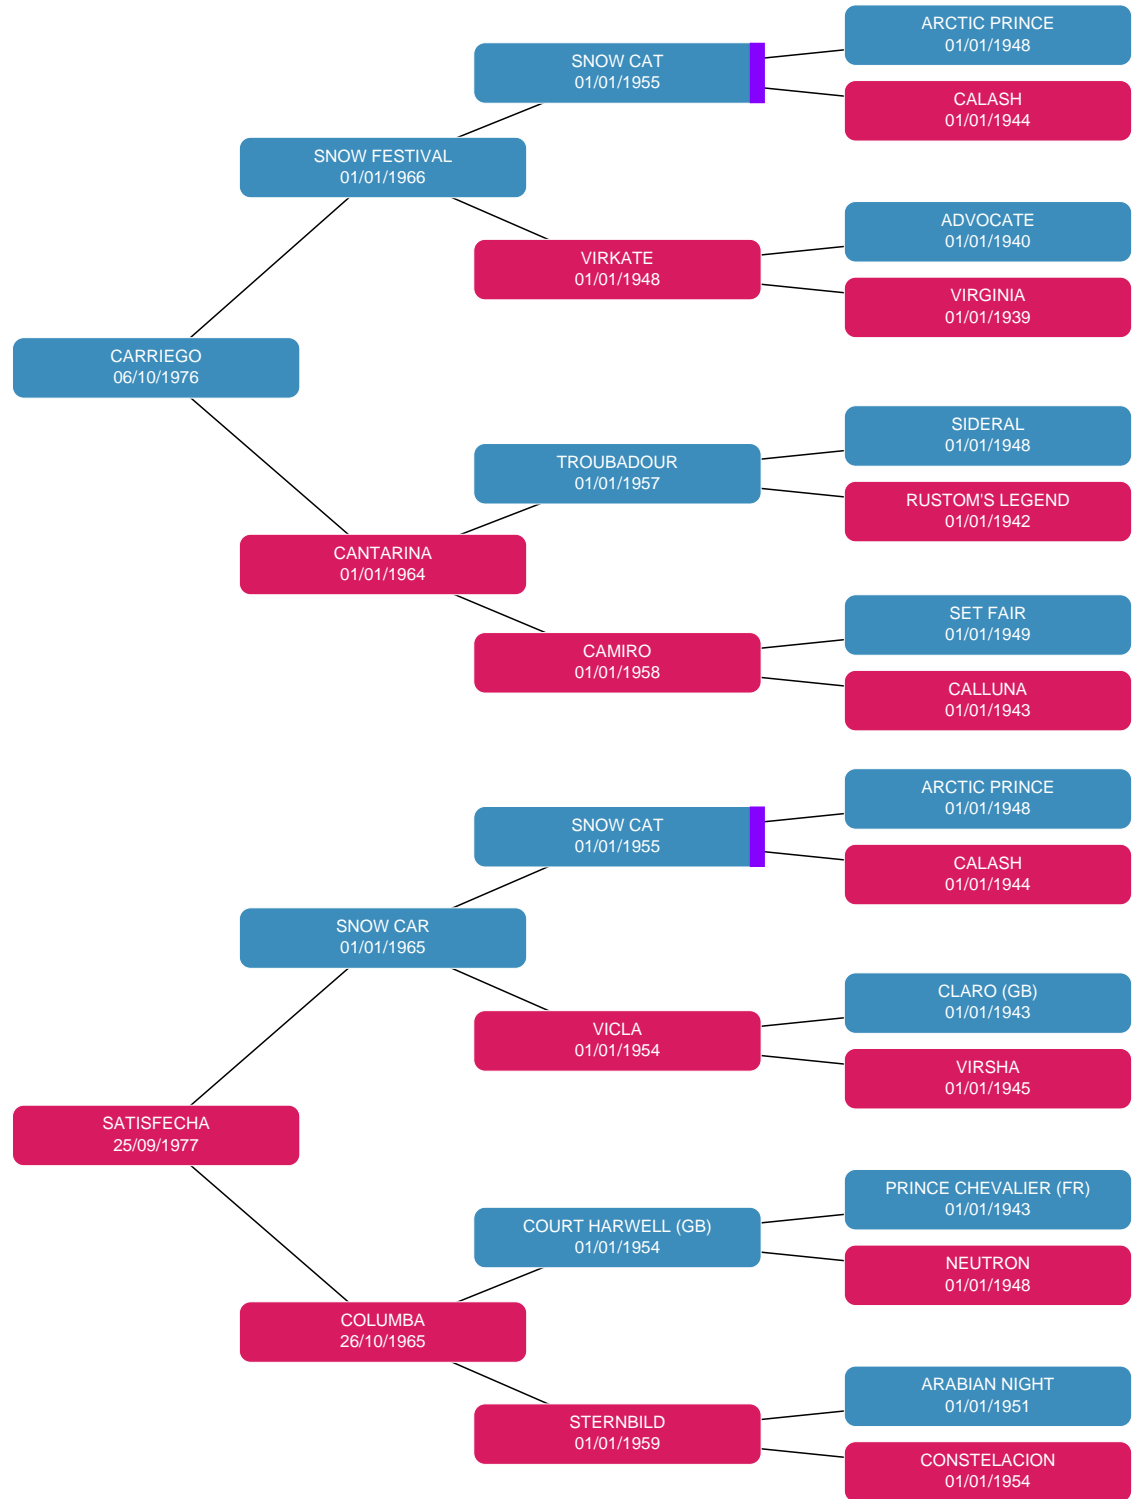 ARCTIC PRINCE
01/01/1948
SNOW CAT
01/01/1955
CALASH
01/01/1944
SNOW FESTIVAL
01/01/1966
ADVOCATE
01/01/1940
VIRKATE
01/01/1948
VIRGINIA
01/01/1939
CARRIEGO
06/10/1976
SIDERAL
01/01/1948
TROUBADOUR
01/01/1957
RUSTOM'S LEGEND
01/01/1942
CANTARINA
01/01/1964
SET FAIR
01/01/1949
CAMIRO
01/01/1958
CALLUNA
01/01/1943
ARCTIC PRINCE
01/01/1948
SNOW CAT
01/01/1955
CALASH
01/01/1944
SNOW CAR
01/01/1965
CLARO (GB)
01/01/1943
VICLA
01/01/1954
VIRSHA
01/01/1945
SATISFECHA
25/09/1977
PRINCE CHEVALIER (FR)
01/01/1943
COURT HARWELL (GB)
01/01/1954
NEUTRON
01/01/1948
COLUMBA
26/10/1965
ARABIAN NIGHT
01/01/1951
STERNBILD
01/01/1959
CONSTELACION
01/01/1954